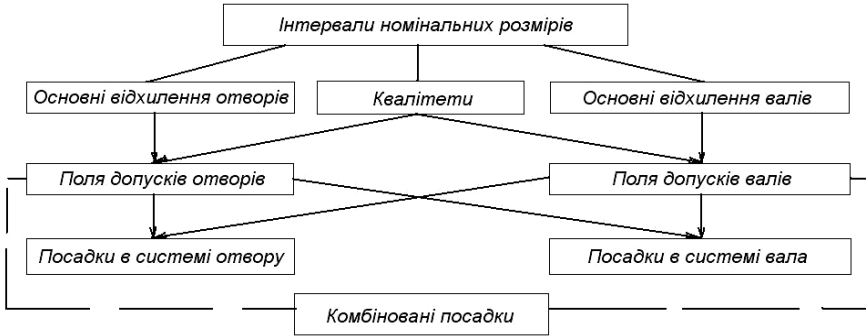 Інтервали номінальних розмірів
Основні відхилення отворів
Квалітети
Основні відхилення валів
Поля допусків отворів
Поля допусків валів
Посадки в системі отвору
Посадки в системі вала
Комбіновані посадки